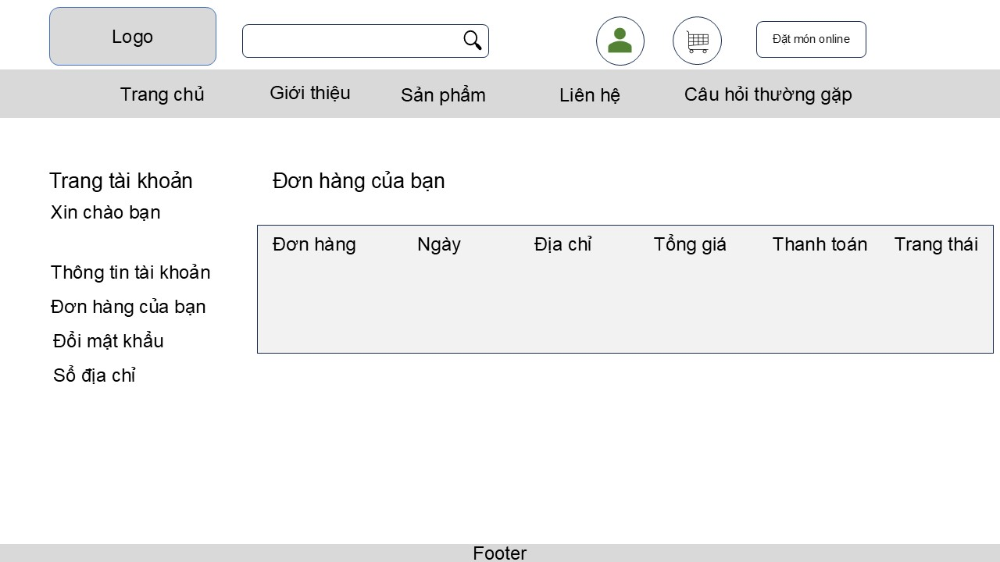 Logo
Đặt món online
Trang chủ
Giới thiệu
Sản phẩm
Liên hệ
Câu hỏi thường gặp
Trang tài khoản
Xin chào bạn
Thông tin tài khoản
Đơn hàng của bạn
Đổi mật khẩu
Sổ địa chỉ
Đơn hàng của bạn
Đơn hàng Ngày Địa chỉ Tổng giá Thanh toán Trang thái
Footer